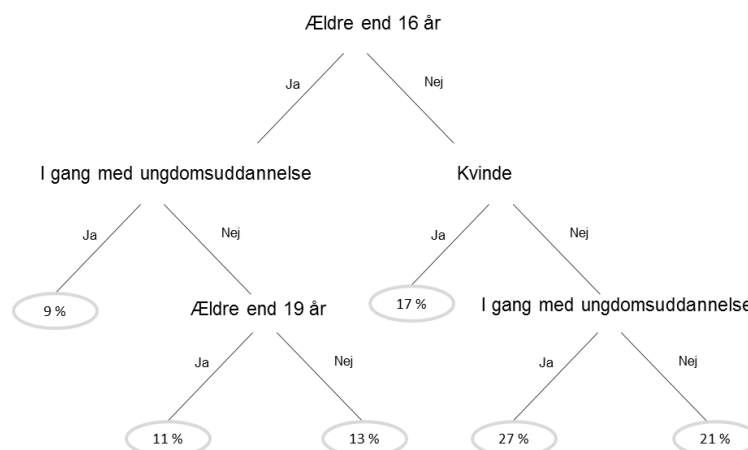 Ældre end 16 år
Ja
Nej
I gang med ungdomsuddannelse
Kvinde
Ja
Nej
Ja
Nej
9 %
Ældre end 19 år
17 %
I gang med ungdomsuddannelse
Ja
Nej
Ja
Nej
11 %
13 %
27 %
21 %